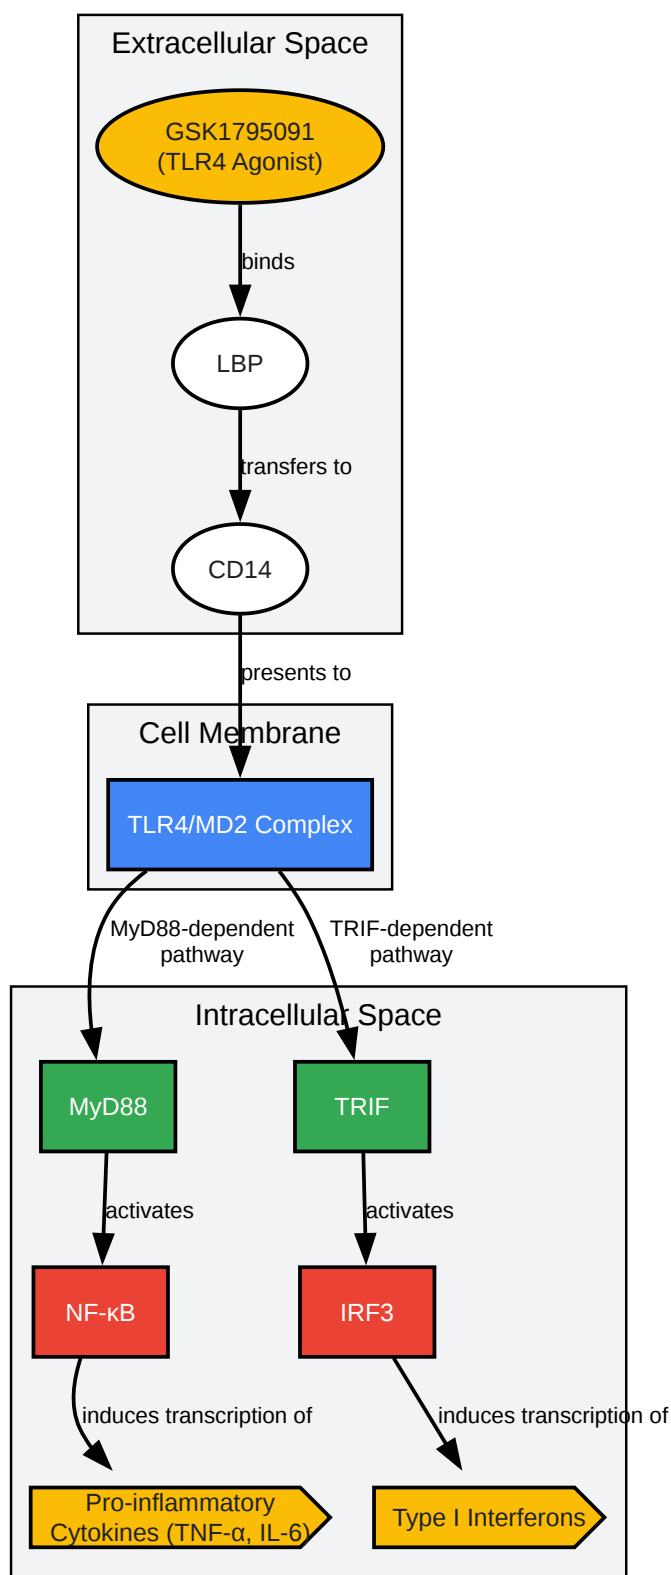 Extracellular Space
GSK1795091
(TLR4 Agonist)
binds
LBP
transfers to
CD14
presents to
Cell Membrane
TLR4/MD2 Complex
MyD88-dependent
pathway
TRIF-dependent
pathway
Intracellular Space
MyD88
TRIF
activates
activates
NF-κB
IRF3
induces transcription of
induces transcription of
Pro-inflammatory
Cytokines (TNF-α, IL-6)
Type I Interferons